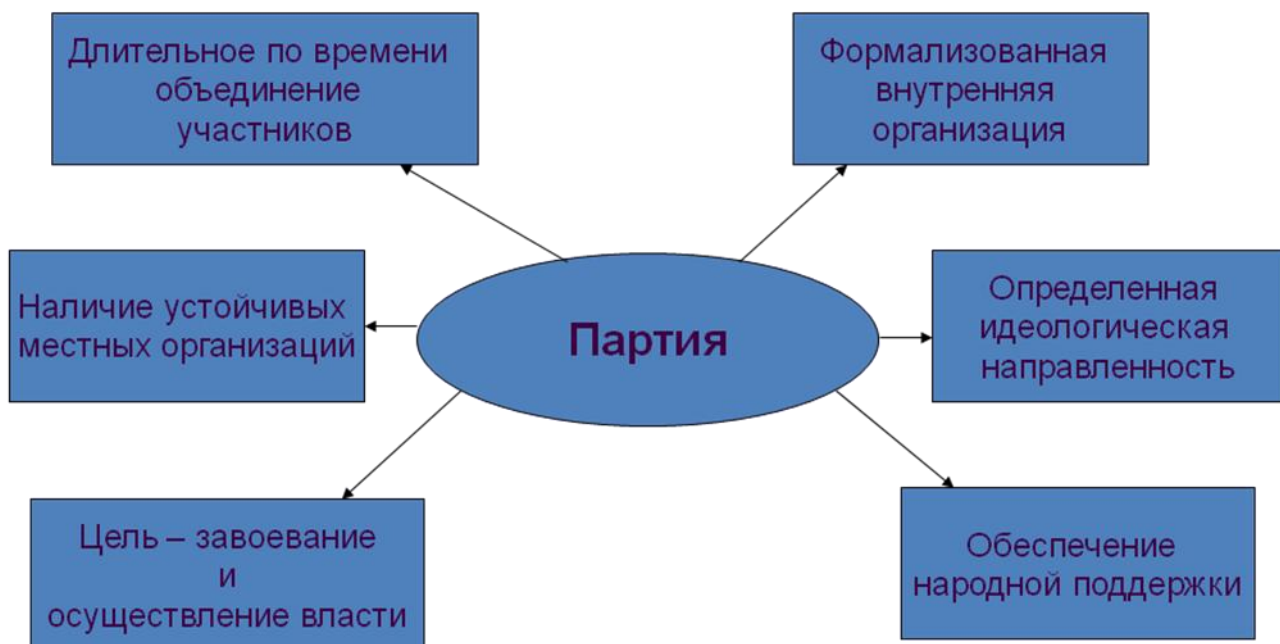 Длительное по времени
объединение
участников
Формализованная
внутренняя
организация
Наличие устойчивых
местных организаций
Партия
Определенная
идеологическая
направленность
Цель – завоевание
и
осуществление власти
Обеспечение
народной поддержки